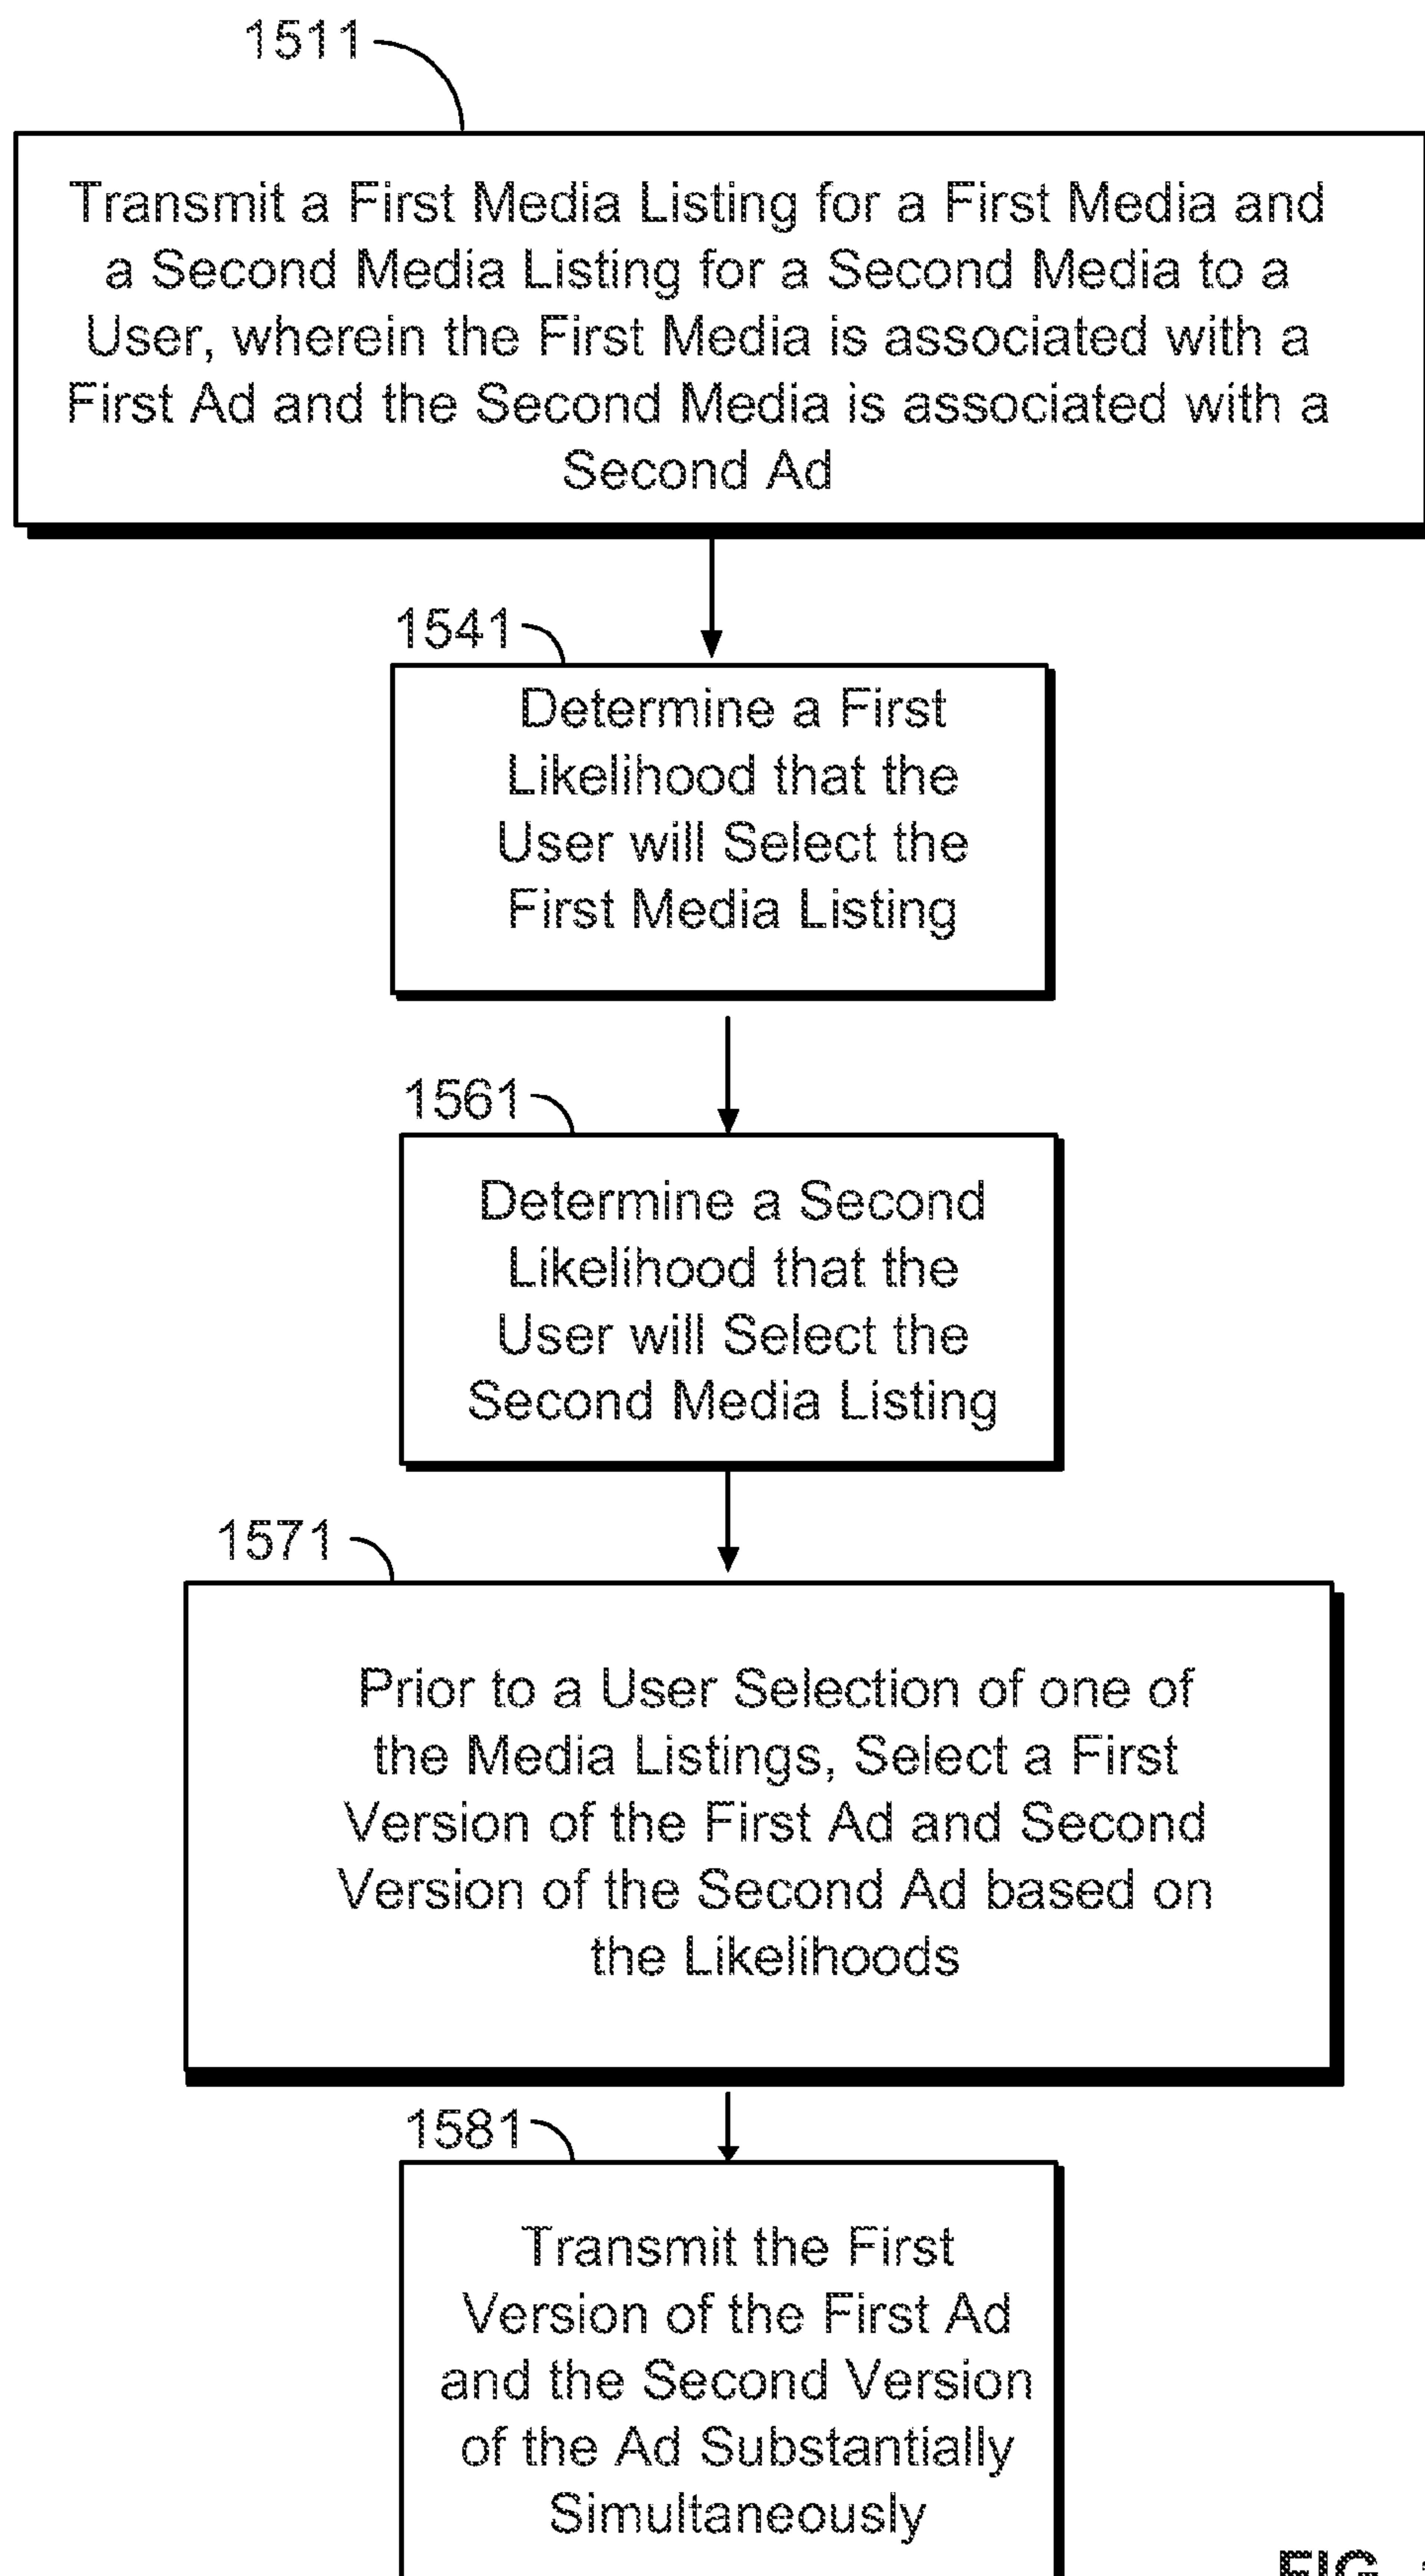 1511
Transmit a First Media Listing for a First Media and
a Second Media Listing for a Second Media to a
User, wherein the First Media is associated with a
First Ad and the Second Media is associated with a
Second Ad
1541
Determine a First
Likelihood that the
User will Select the
First Media Listing
1561
Determine a Second
Likelihood that the
User will Select the
Second Media Listing
1571
Prior to a User Selection of one of
the Media Listings, Select a First
Version of the First Ad and Second
Version of the Second Ad based on
the Likelihoods
1581
Transmit the First
Version of the First Ad
and the Second Version
of the Ad Substantially
Simultaneously
FIG.